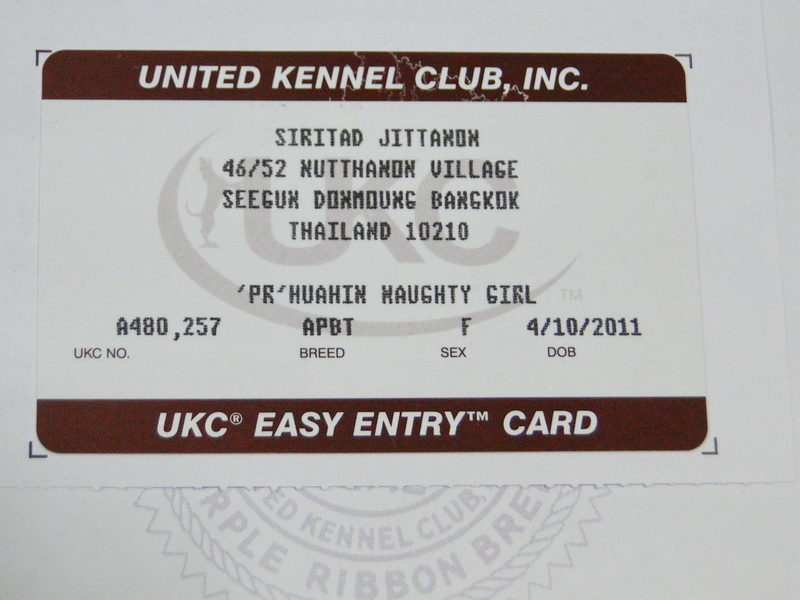 UNITED KENNEL CLUB, INC.
SIRITAD JITTANON
46/52 NUTTHANON VILLAGE
SEEGUN DONMOUNG BANGKOK
THAILAND 10210
UKC
'PR'HUAHIN NAUGHTY GIRL
TM
A480,257 APBT F 4/10/2011
UKC NO. BREED SEX DOB
UKC® EASY ENTRY™ CARD
ED KENNEL CLUB,
RPLE RIBBON BRE